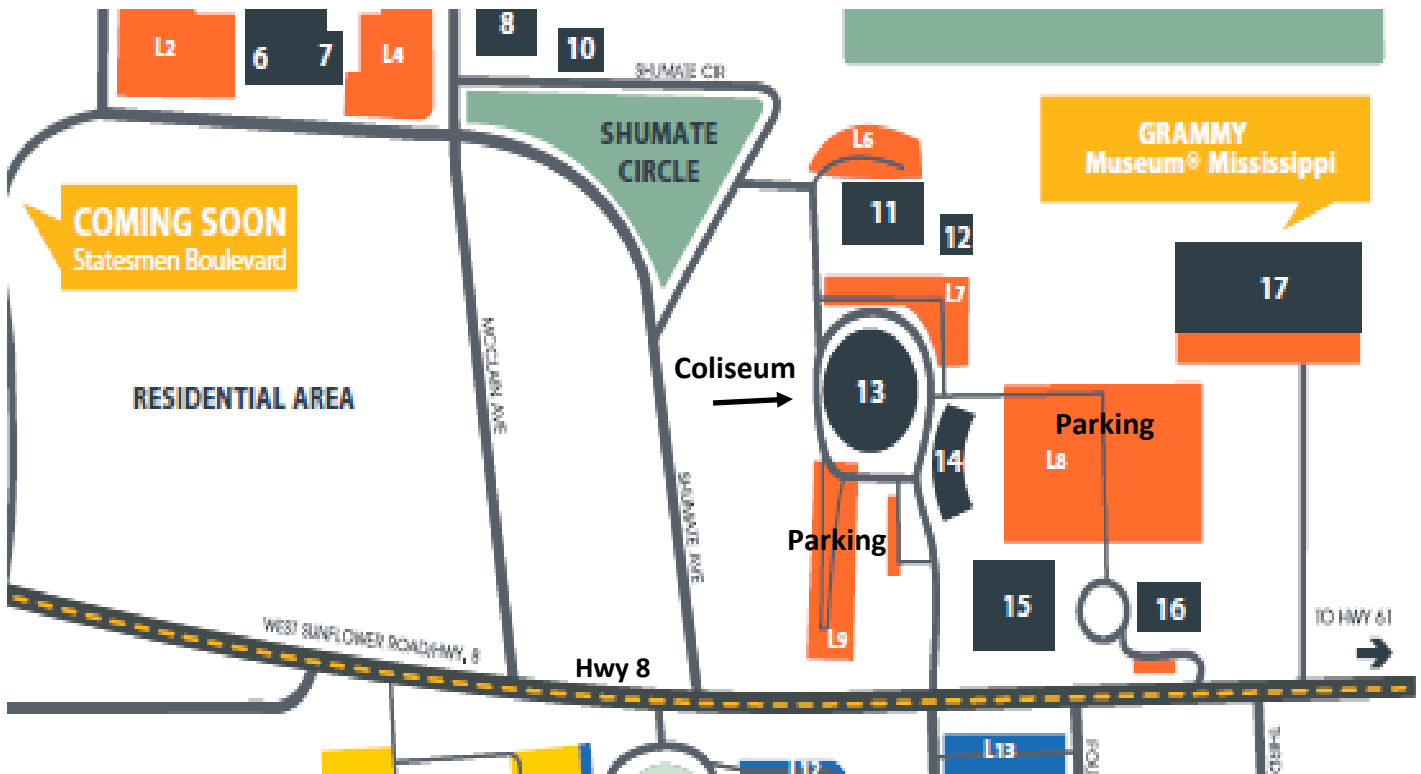 L2
6
7
L4
8
10
SHUMATE CIR
SHUMATE
CIRCLE
L6
GRAMMY
Museum® Mississippi
COMING SOON
Statesmen Boulevard
11
12
L7
17
MCCLAIN AVE
Coliseum
13
RESIDENTIAL AREA
Parking
L8
14
SHUMATE AVE
Parking
15
16
L9
TO HWY 61
WEST SUNFLOWER ROAD/HWY, 8
Hwy 8
L13
THIRD